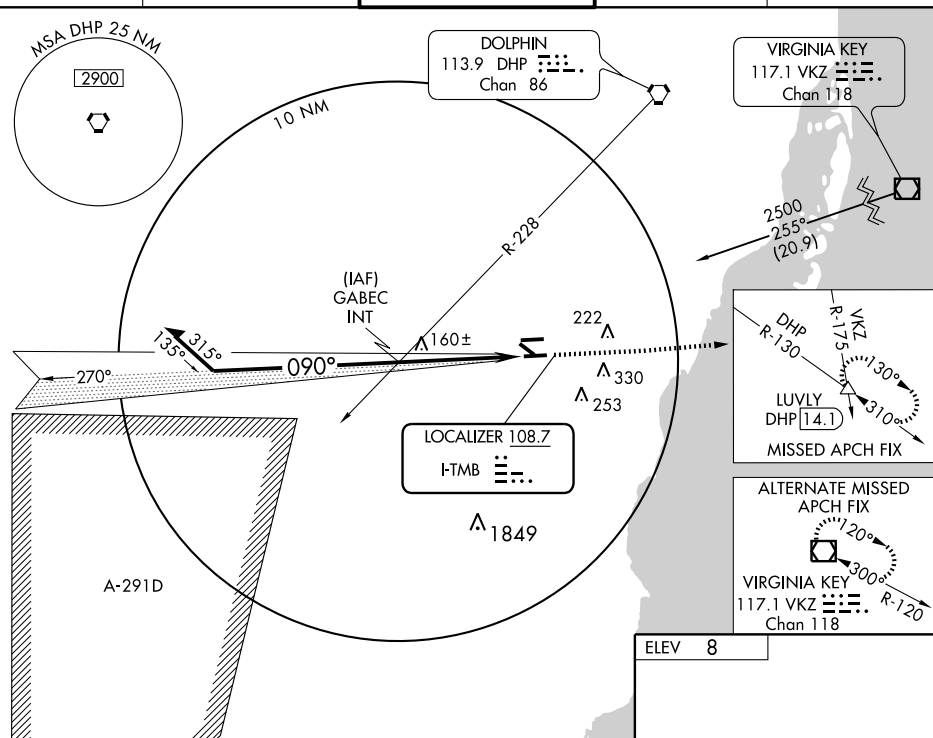 MSA DHP 25 NM
2900
DOLPHIN
113.9 DHP
Chan 86
VIRGINIA KEY
117.1 VKZ
Chan 118
10 NM
R-228
2500
255°
(20.9)
(IAF)
GABEC
INT
160±
222
330
253
315°
135°
090°
270°
LOCALIZER 108.7
I-TMB
1849
A-291D
DHP
R-130
VKZ
R-175
130°
310°
LUVLY
DHP 14.1
MISSED APCH FIX
ALTERNATE MISSED
APCH FIX
120°
300°
R-120
VIRGINIA KEY
117.1 VKZ
Chan 118
ELEV 8